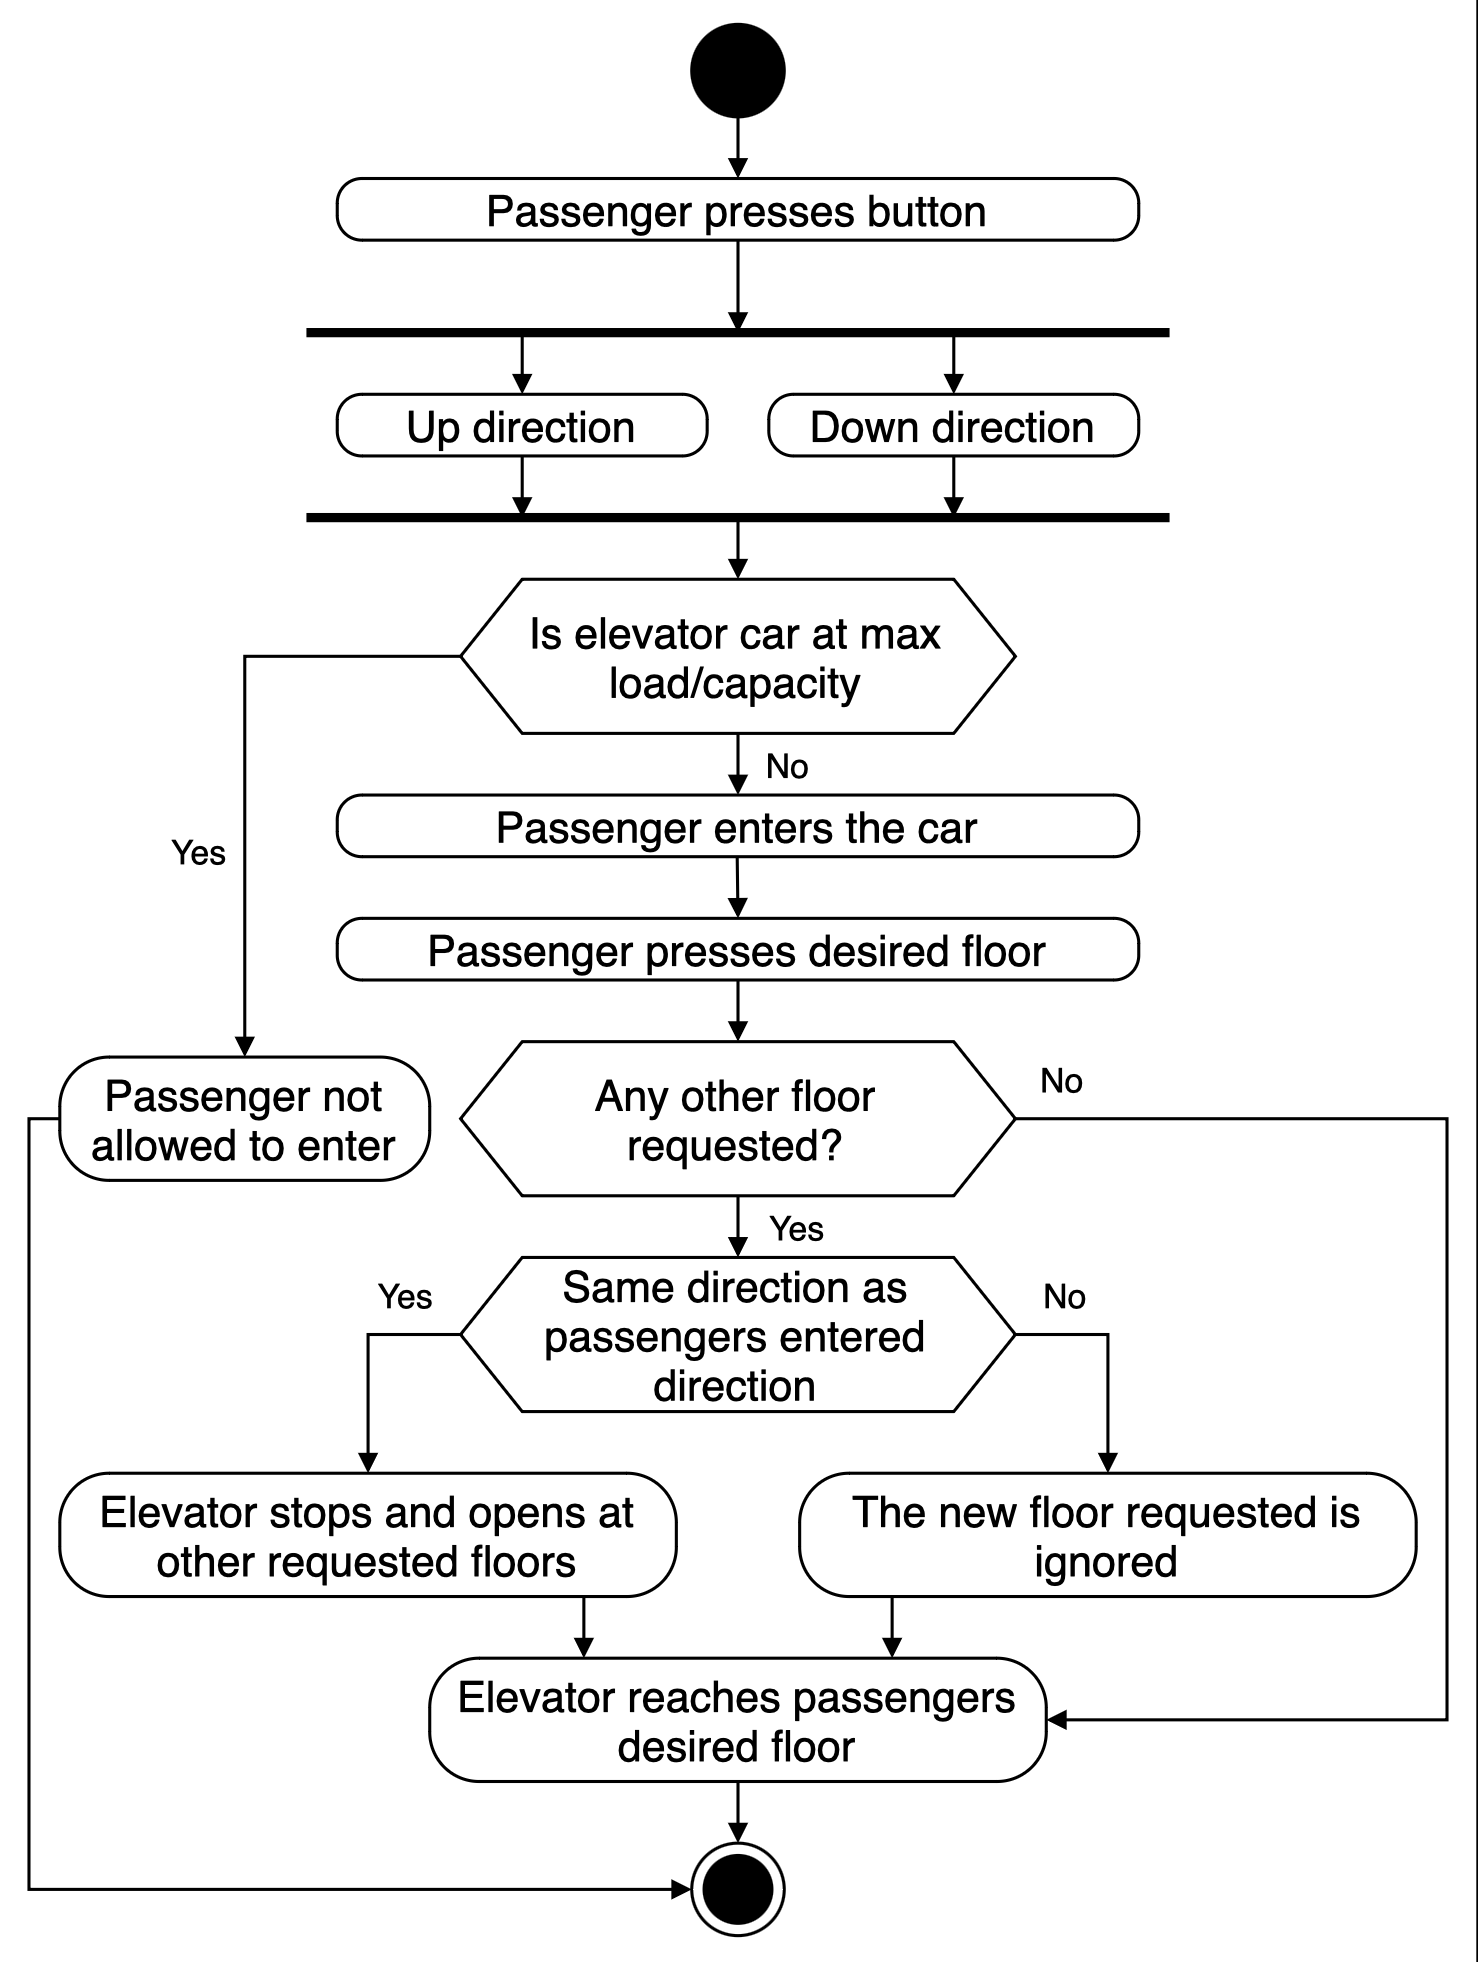 Passenger presses button
Up direction
Down direction
Is elevator car at max
load/capacity
No
Passenger enters the car
Yes
Passenger presses desired floor
Passenger not
allowed to enter
Any other floor
requested?
No
Yes
Same direction as
passengers entered
direction
Yes
No
Elevator stops and opens at
other requested floors
The new floor requested is
ignored
Elevator reaches passengers
desired floor